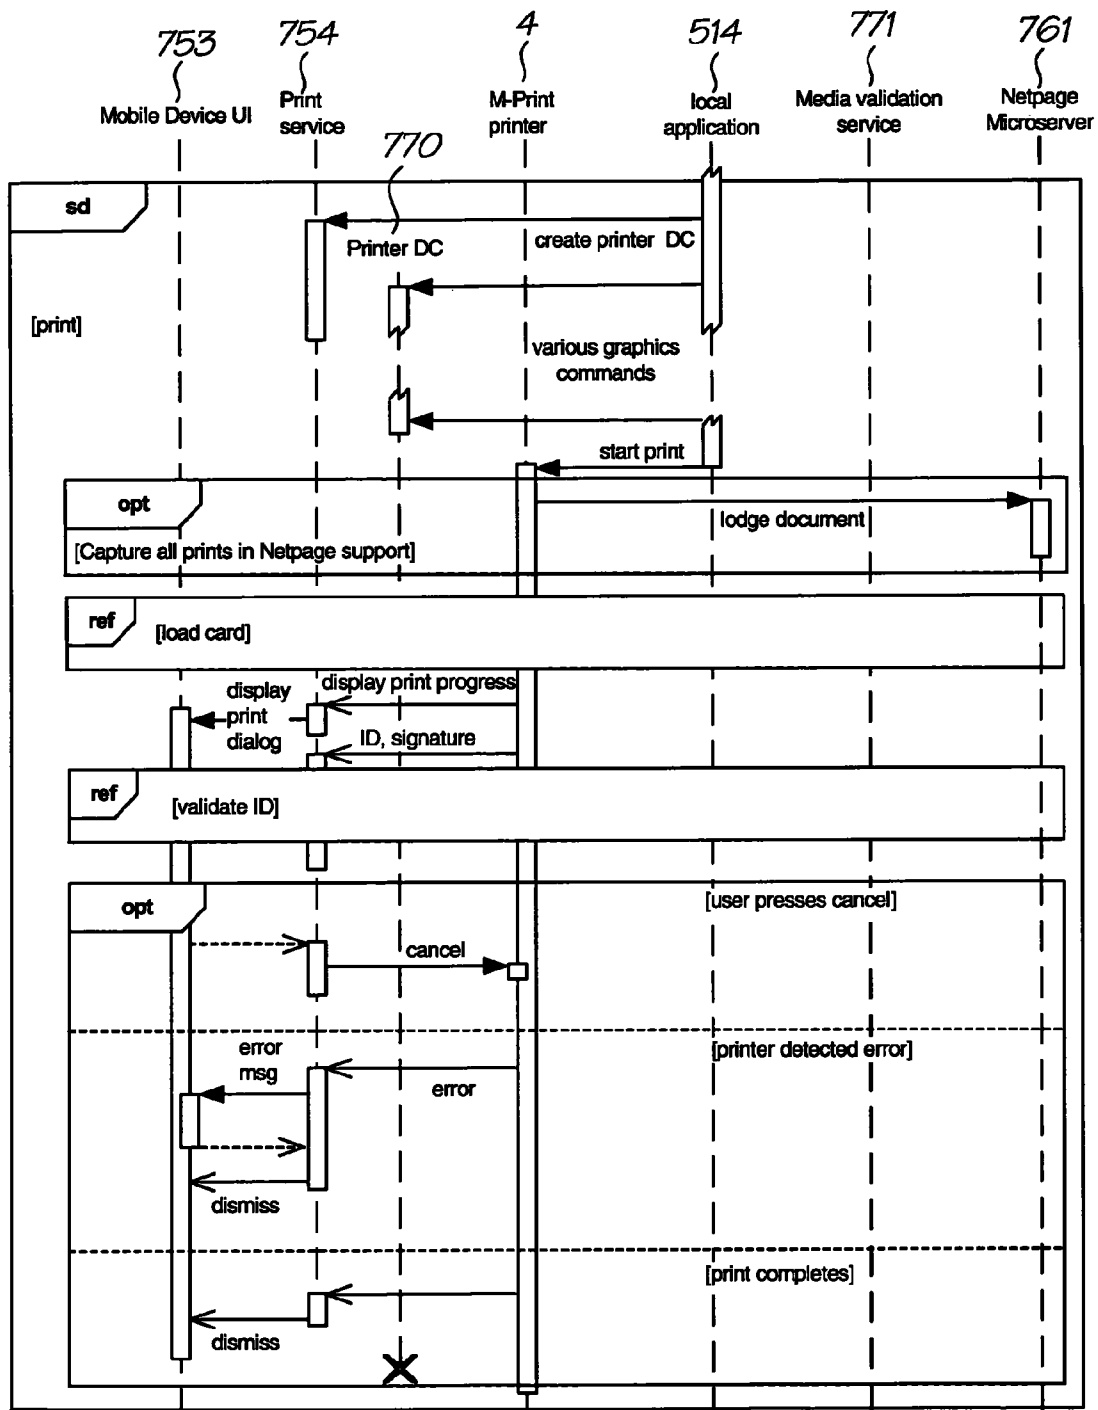 753
754
4
514
771
761
Mobile Device UI
Print
service
M-Print
printer
local
application
Media validation
service
Netpage
Microserver
770
sd
Printer DC
create printer DC
[print]
various graphics
commands
start print
opt
lodge document
[Capture all prints in Netpage support]
ref
[load card]
display print progress
display
print
dialog
ID, signature
ref
[validate ID]
opt
[user presses cancel]
cancel
[printer detected error]
error
msg
error
dismiss
[print completes]
dismiss